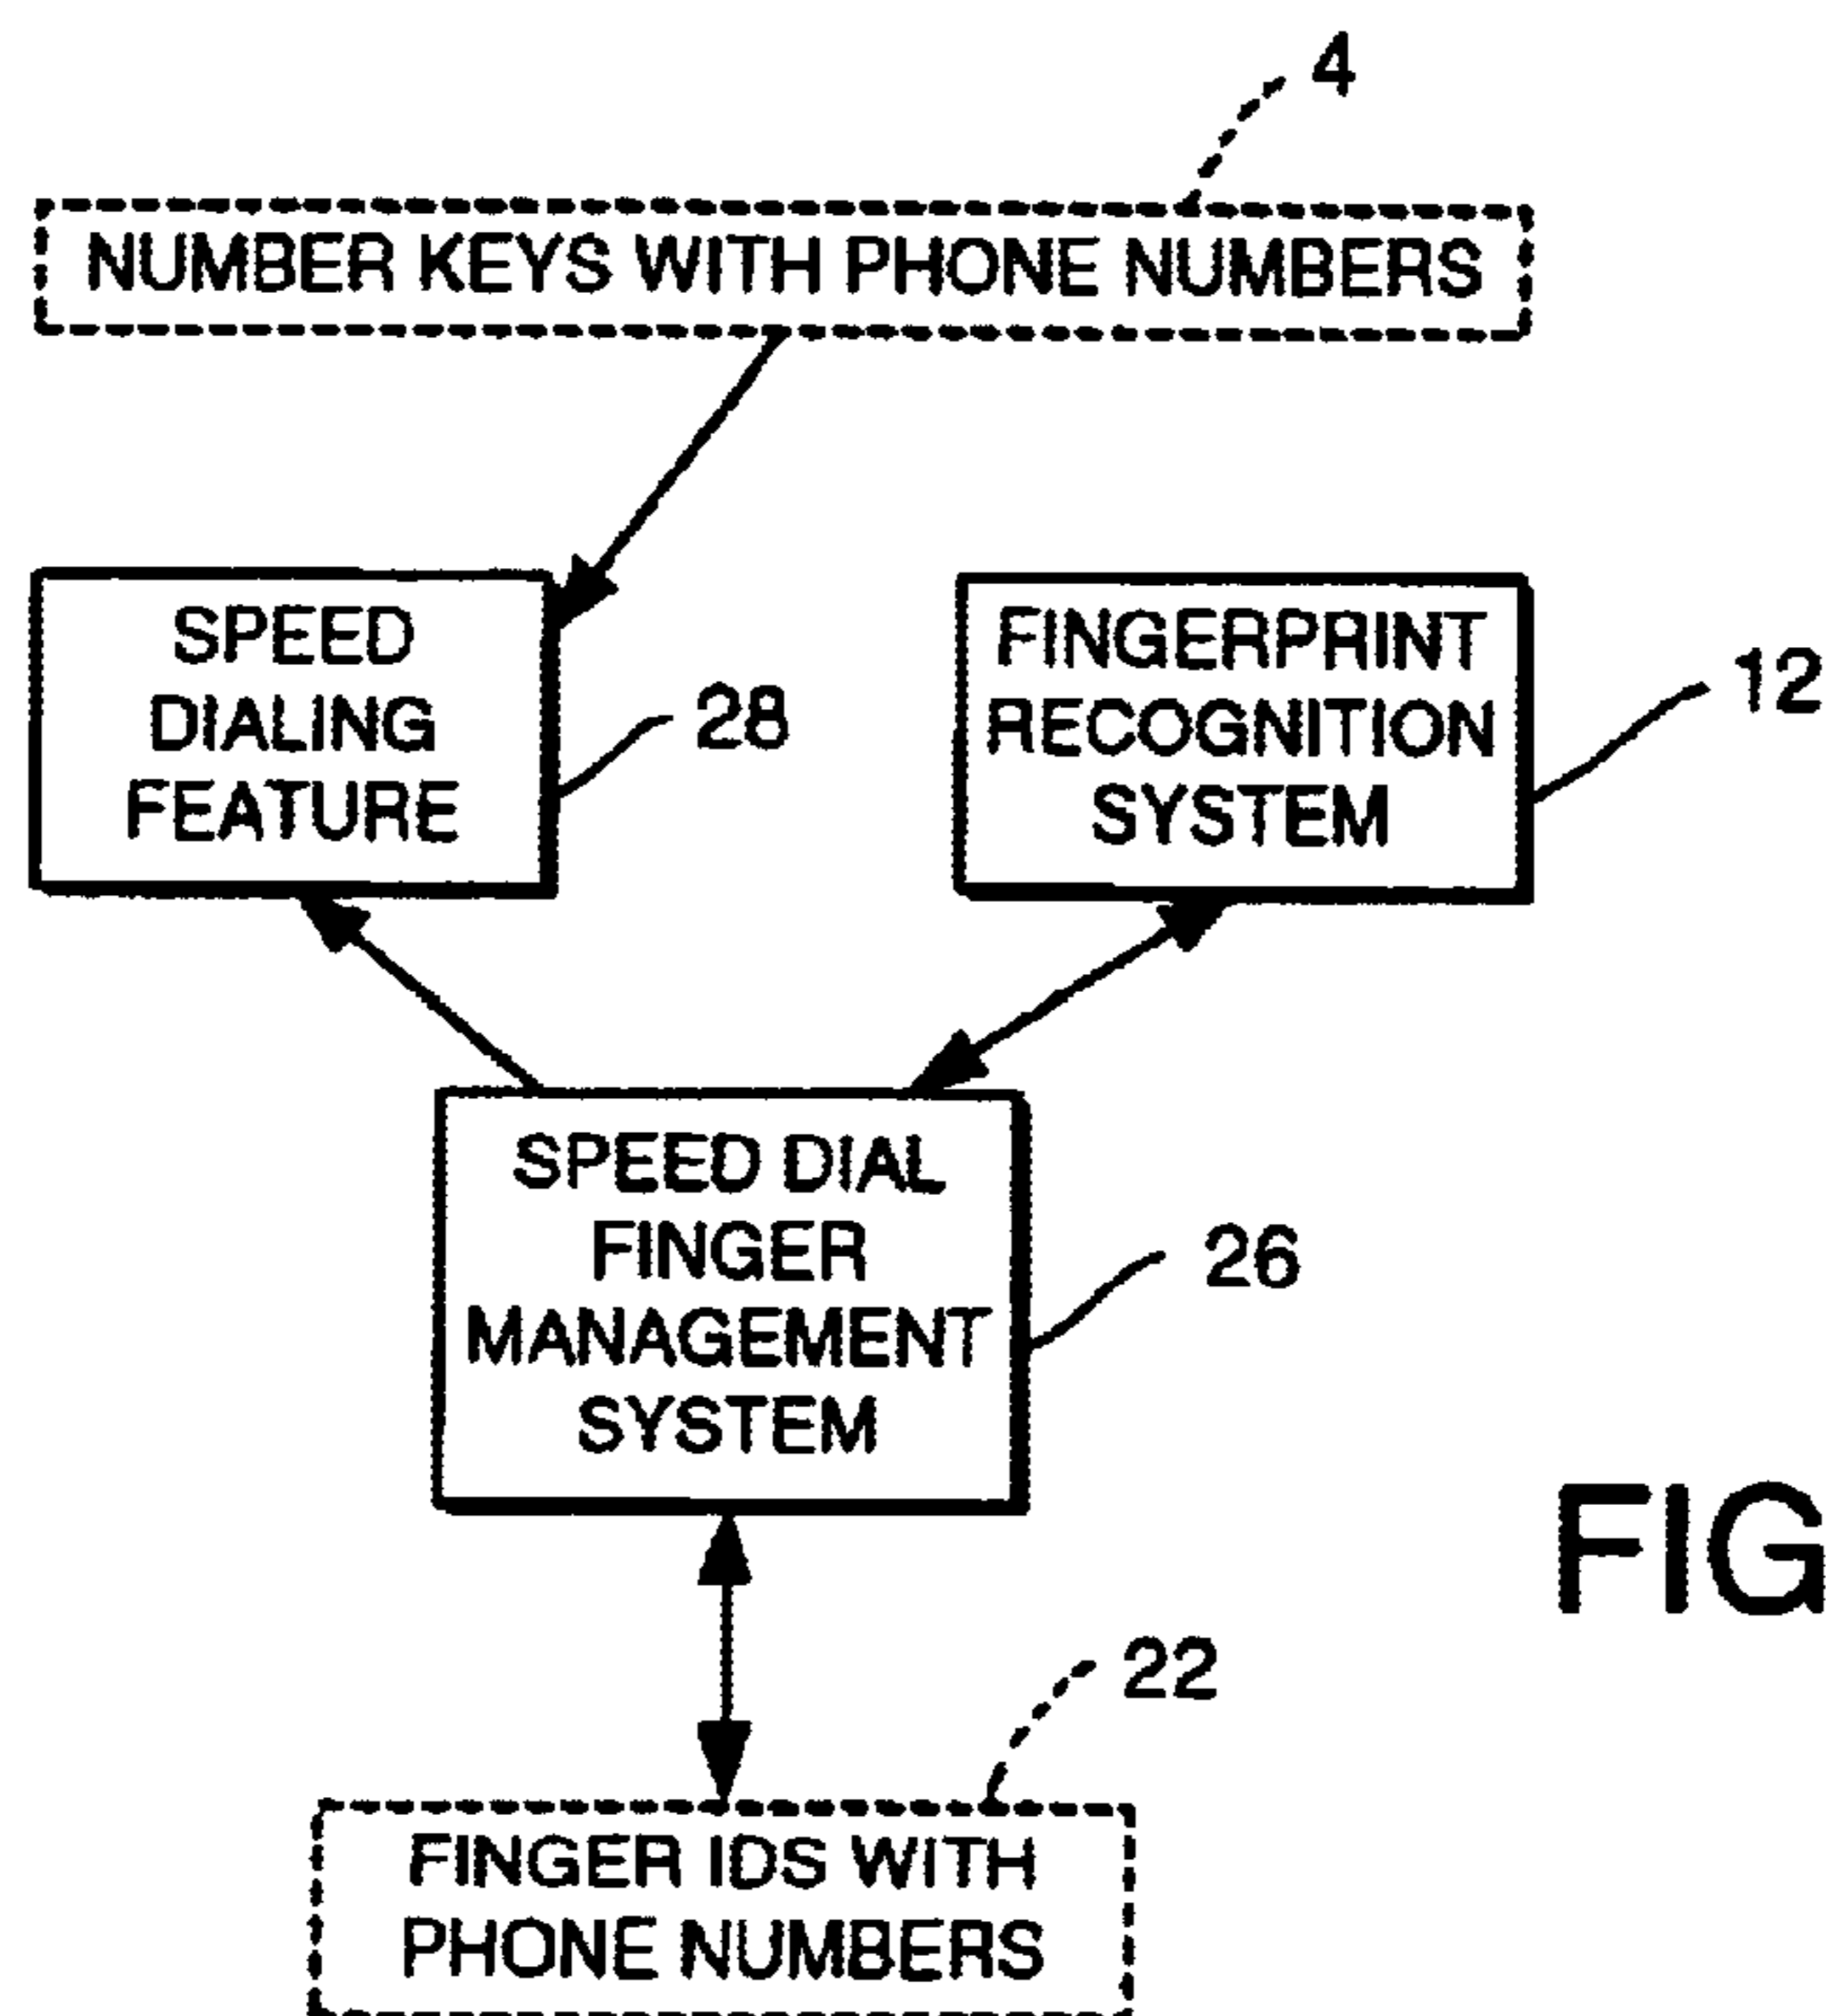 4
NUMBER KEYS WITH PHONE NUMBERS
SPEED
DIALING
FEATURE
28
FINGERPRINT
RECOGNITION
SYSTEM
12
SPEED DIAL
FINGER
MANAGEMENT
SYSTEM
26
FIG
22
FINGER IDS WITH
PHONE NUMBERS